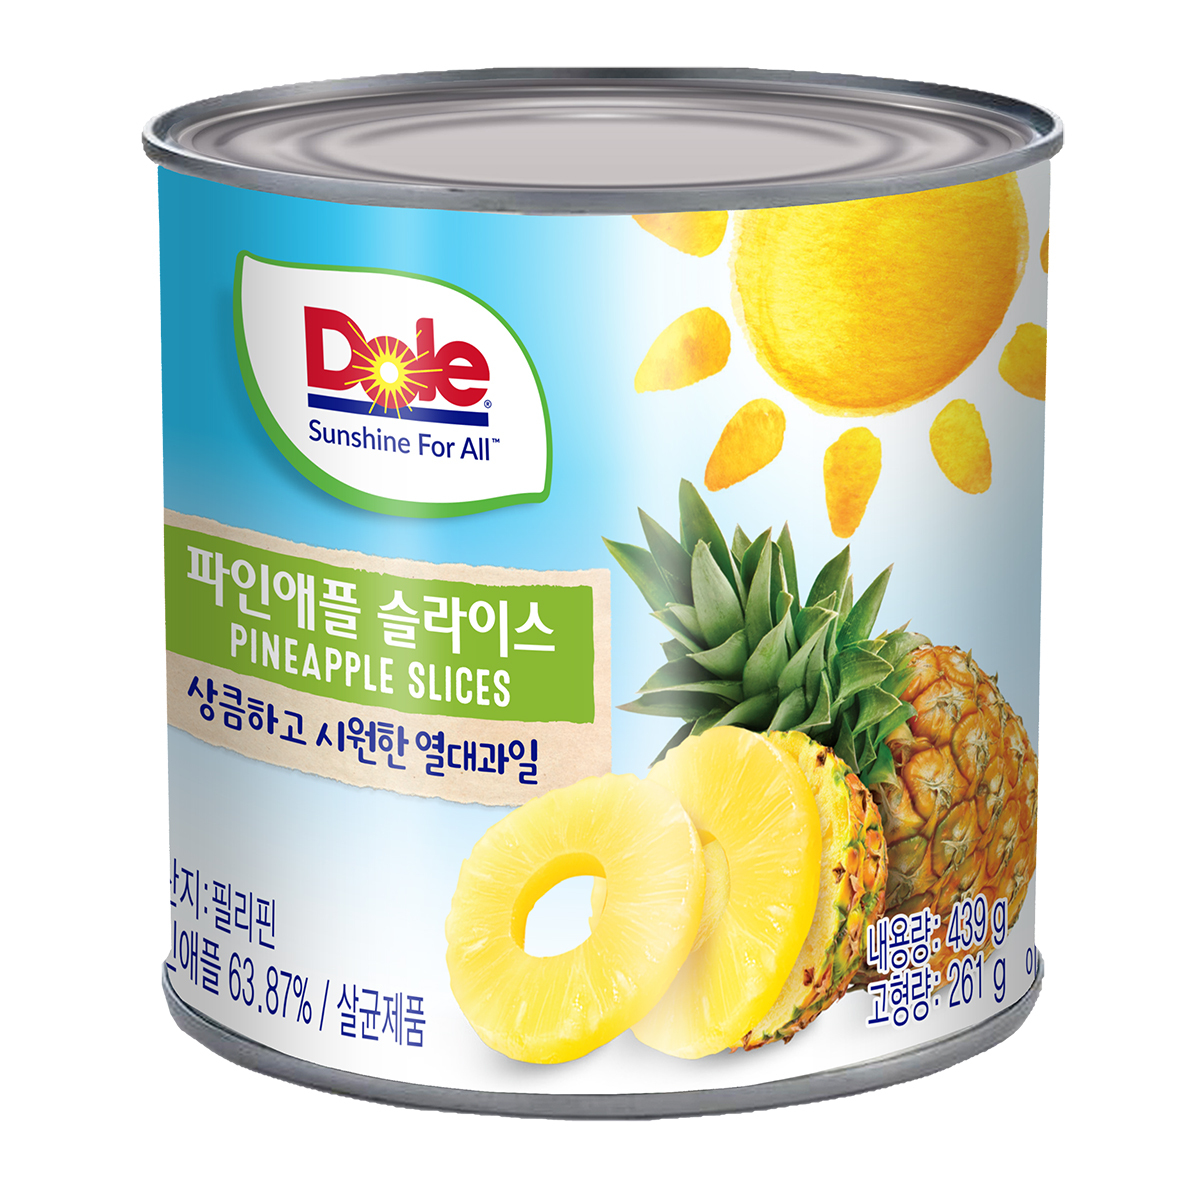 Dole®
Sunshine For All™
파인애플 슬라이스
PINEAPPLE SLICES
상큼하고 시원한 열대과일
산지:필리핀
인애플 63.87% / 살균제품
내용량: 439 g
고형량: 261 g